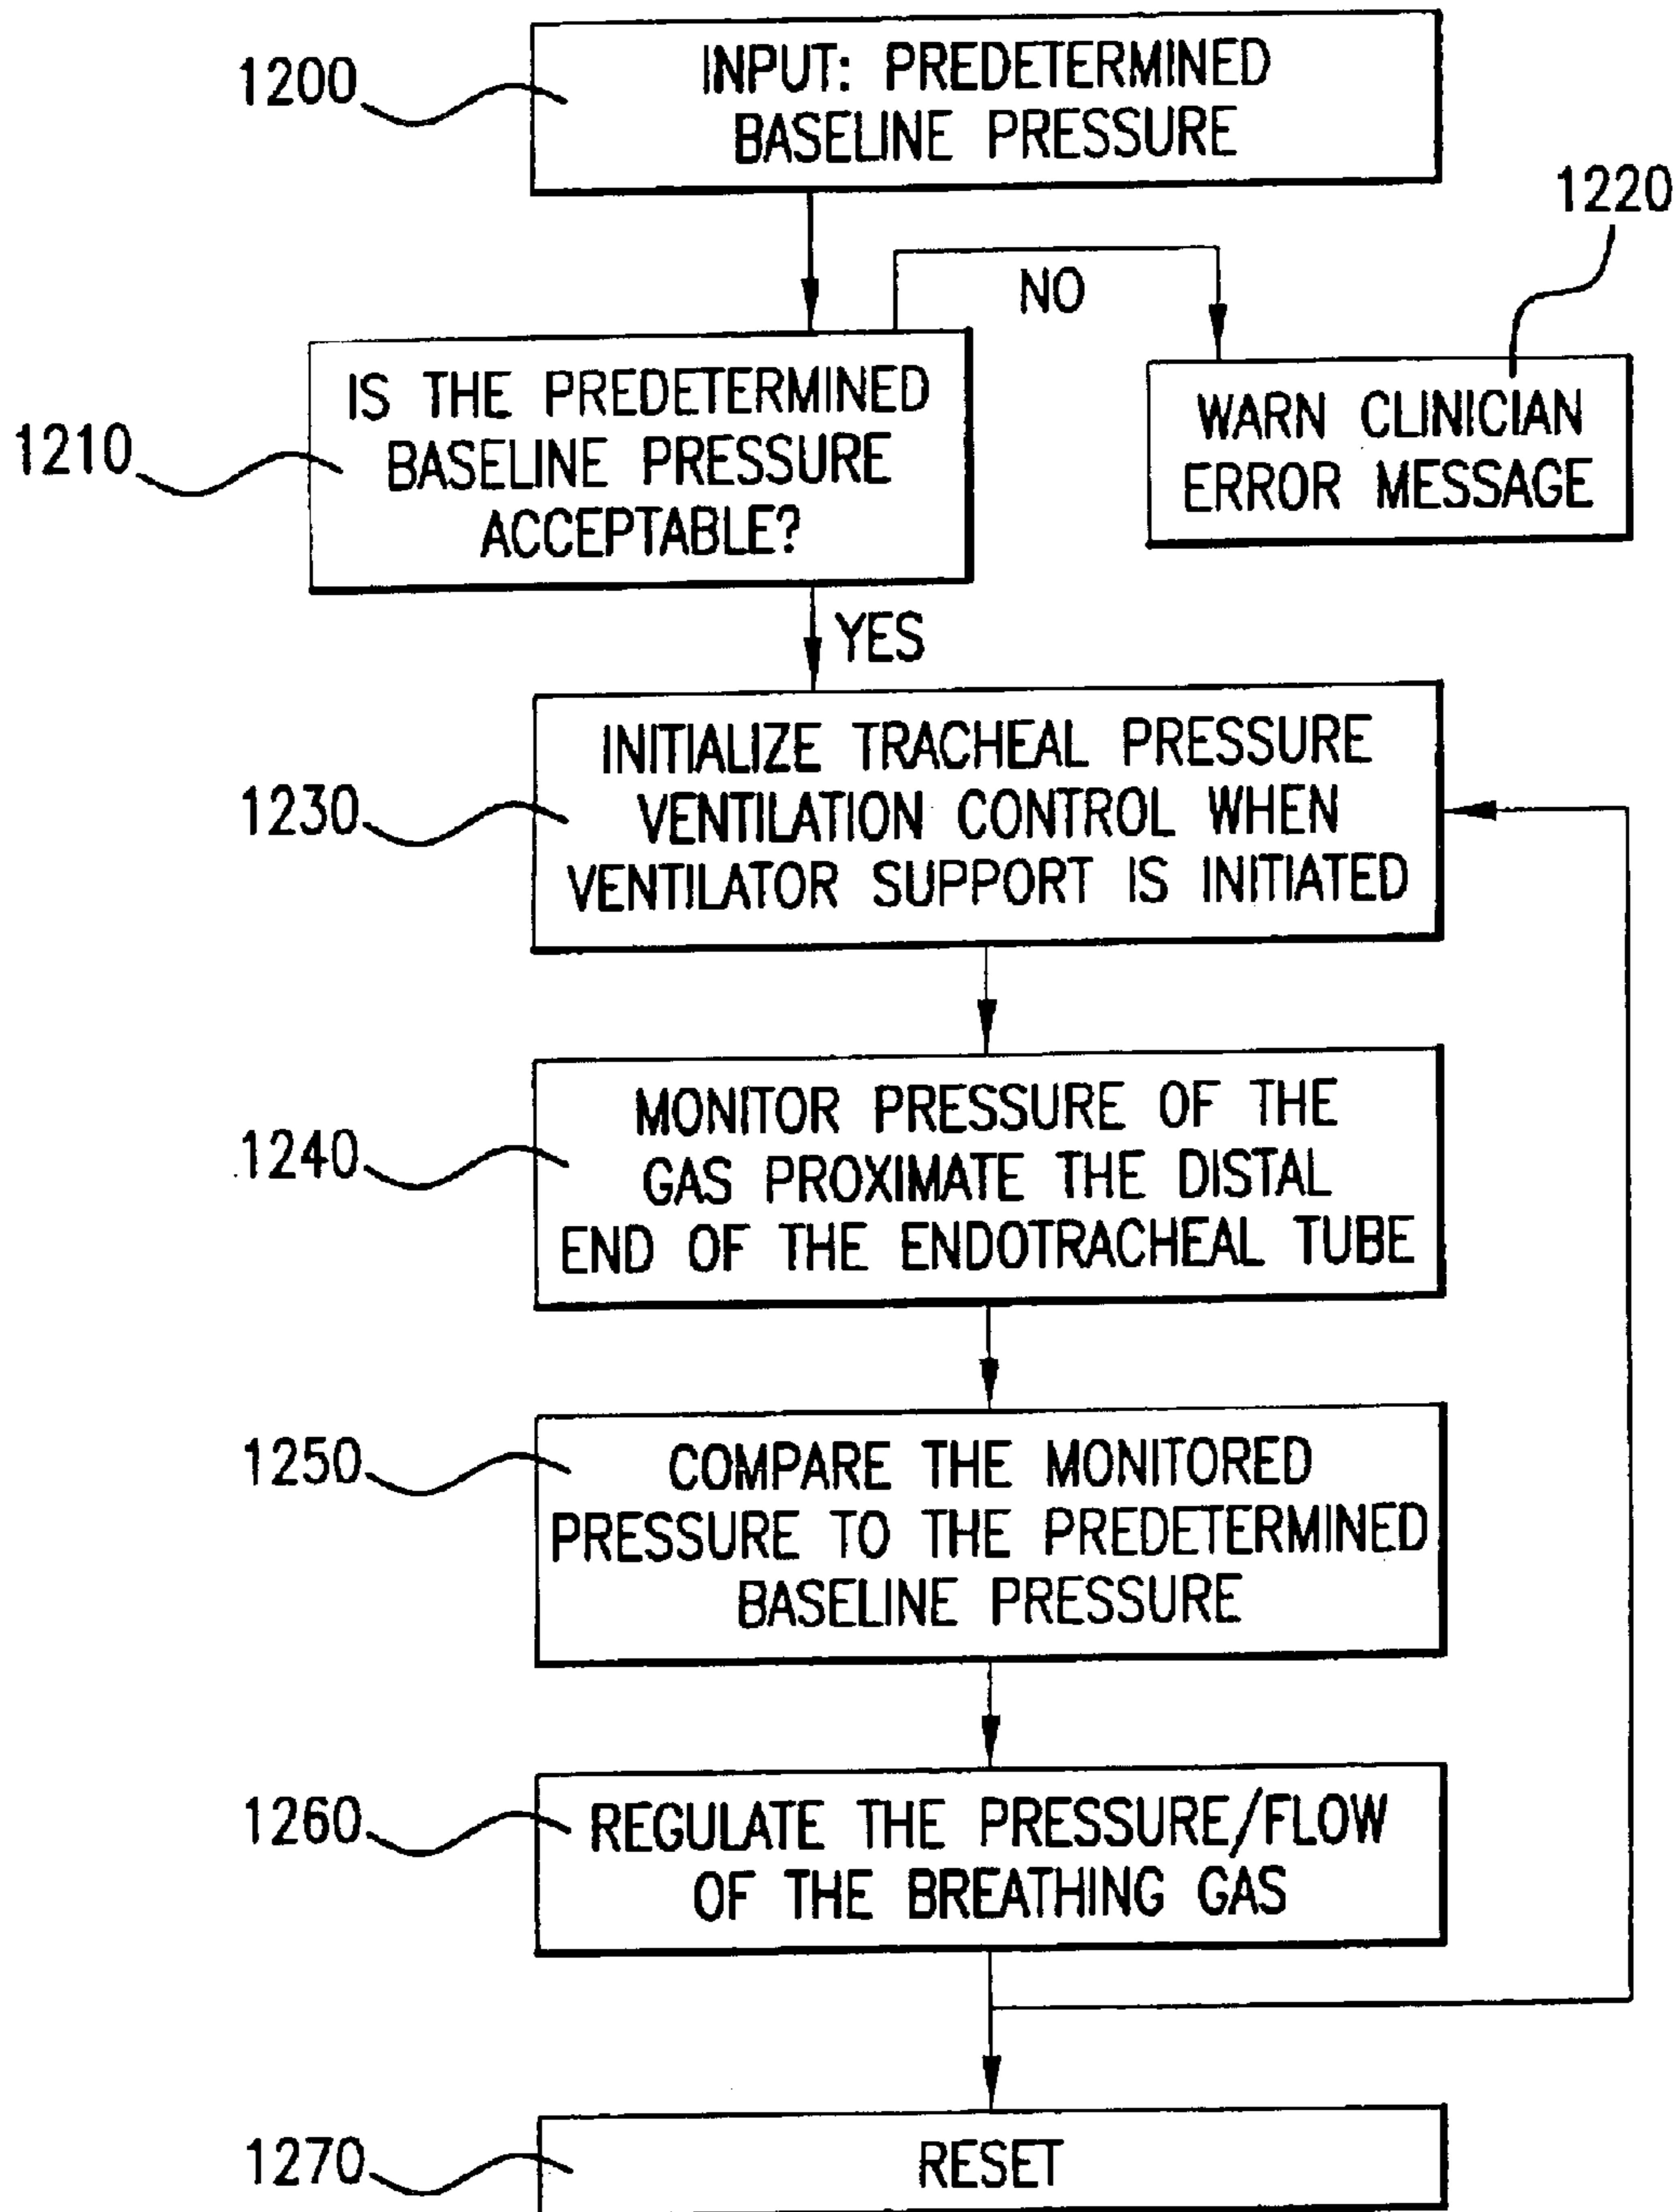 1200
INPUT: PREDETERMINED
BASELINE PRESSURE
1220
NO
1210
IS THE PREDETERMINED
BASELINE PRESSURE
ACCEPTABLE?
WARN CLINICIAN
ERROR MESSAGE
YES
1230
INITIALIZE TRACHEAL PRESSURE
VENTILATION CONTROL WHEN
VENTILATOR SUPPORT IS INITIATED
1240
MONITOR PRESSURE OF THE
GAS PROXIMATE THE DISTAL
END OF THE ENDOTRACHEAL TUBE
1250
COMPARE THE MONITORED
PRESSURE TO THE PREDETERMINED
BASELINE PRESSURE
1260
REGULATE THE PRESSURE/FLOW
OF THE BREATHING GAS
1270
RESET